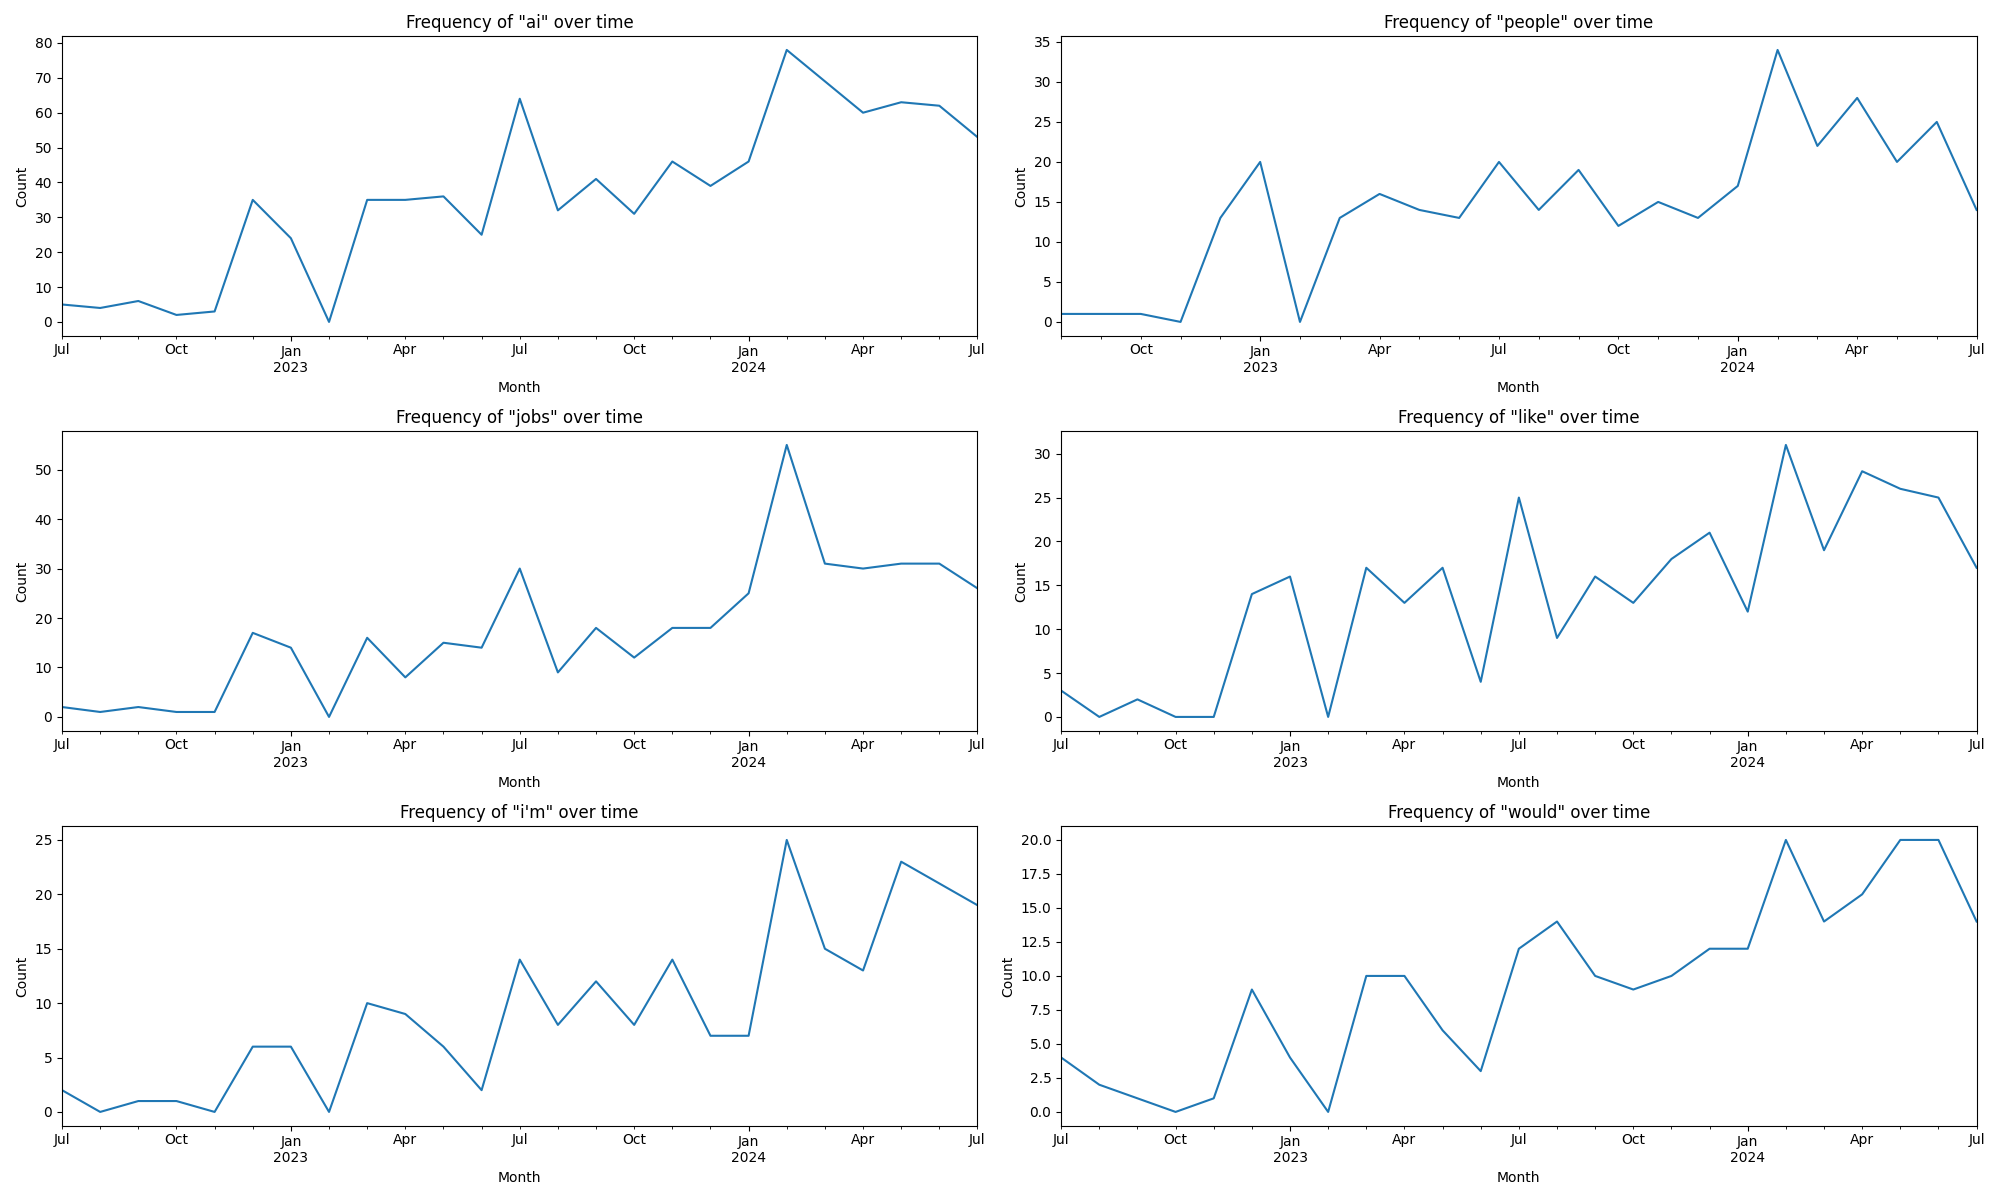 Frequency of "ai" over time
80
70
60
50
40
30
20
10
0
Count
Jul
Oct
Jan
2023
Apr
Jul
Oct
Jan
2024
Apr
Jul
Month
Frequency of "people" over time
35
30
25
20
15
10
5
0
Count
Oct
Jan
2023
Apr
Jul
Oct
Jan
2024
Apr
Jul
Month
Frequency of "jobs" over time
50
40
30
20
10
0
Count
Jul
Oct
Jan
2023
Apr
Jul
Oct
Jan
2024
Apr
Jul
Month
Frequency of "like" over time
30
25
20
15
10
5
0
Count
Jul
Oct
Jan
2023
Apr
Jul
Oct
Jan
2024
Apr
Jul
Month
Frequency of "i'm" over time
25
20
15
10
5
0
Count
Jul
Oct
Jan
2023
Apr
Jul
Oct
Jan
2024
Apr
Jul
Month
Frequency of "would" over time
20.0
17.5
15.0
12.5
10.0
7.5
5.0
2.5
0.0
Count
Jul
Oct
Jan
2023
Apr
Jul
Oct
Jan
2024
Apr
Jul
Month